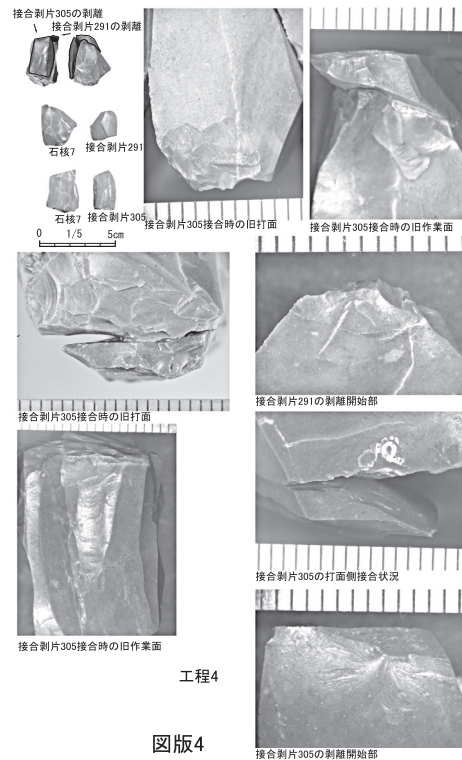 接合剥片305の剥離
接合剥片291の剥離
石核7
接合剥片291
石核7
接合剥片305
0 1/5 5cm
接合剥片305接合時の旧打面
接合剥片305接合時の旧作業面
接合剥片305接合時の旧打面
接合剥片291の剥離開始部
接合剥片305の打面側接合状況
接合剥片305接合時の旧作業面
接合剥片305の剥離開始部
工程4
図版4